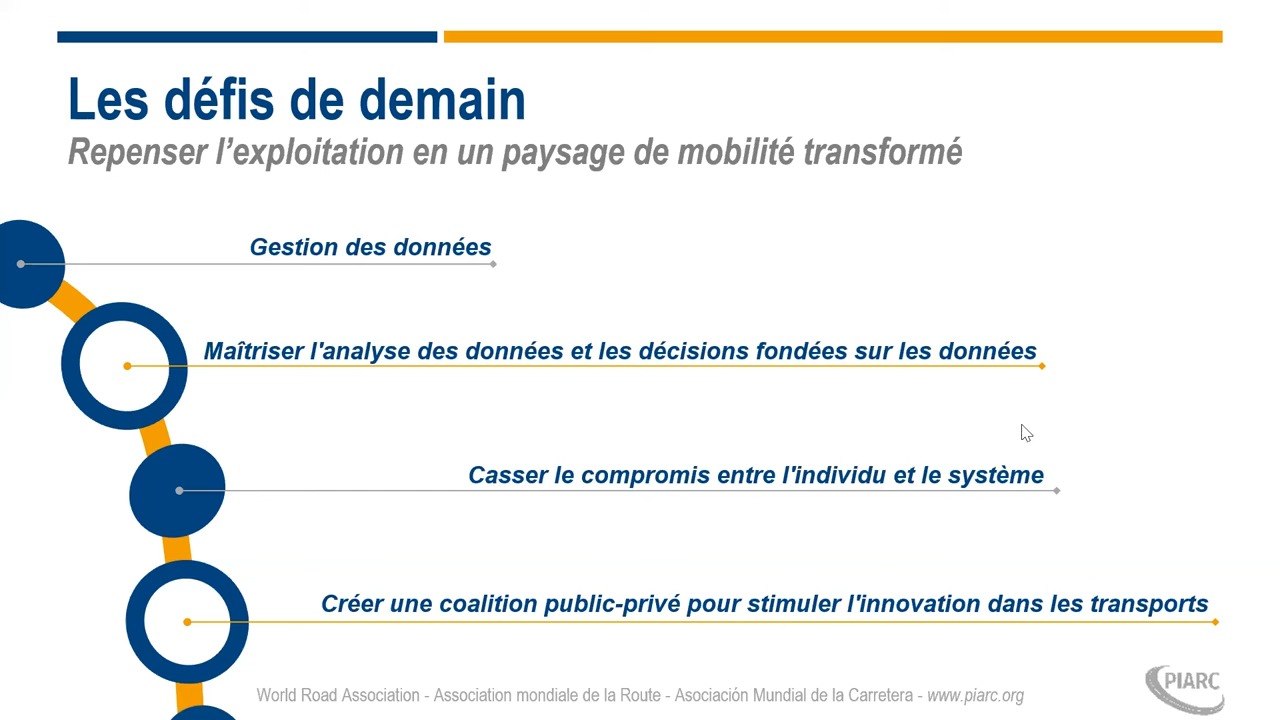 Les défis de demain
Repenser l’exploitation en un paysage de mobilité transformé
Gestion des données
Maîtriser l'analyse des données et les décisions fondées sur les données
Casser le compromis entre l'individu et le système
Créer une coalition public-privé pour stimuler l'innovation dans les transports
World Road Association - Association mondiale de la Route - Asociación Mundial de la Carretera - www.piarc.org
PIARC